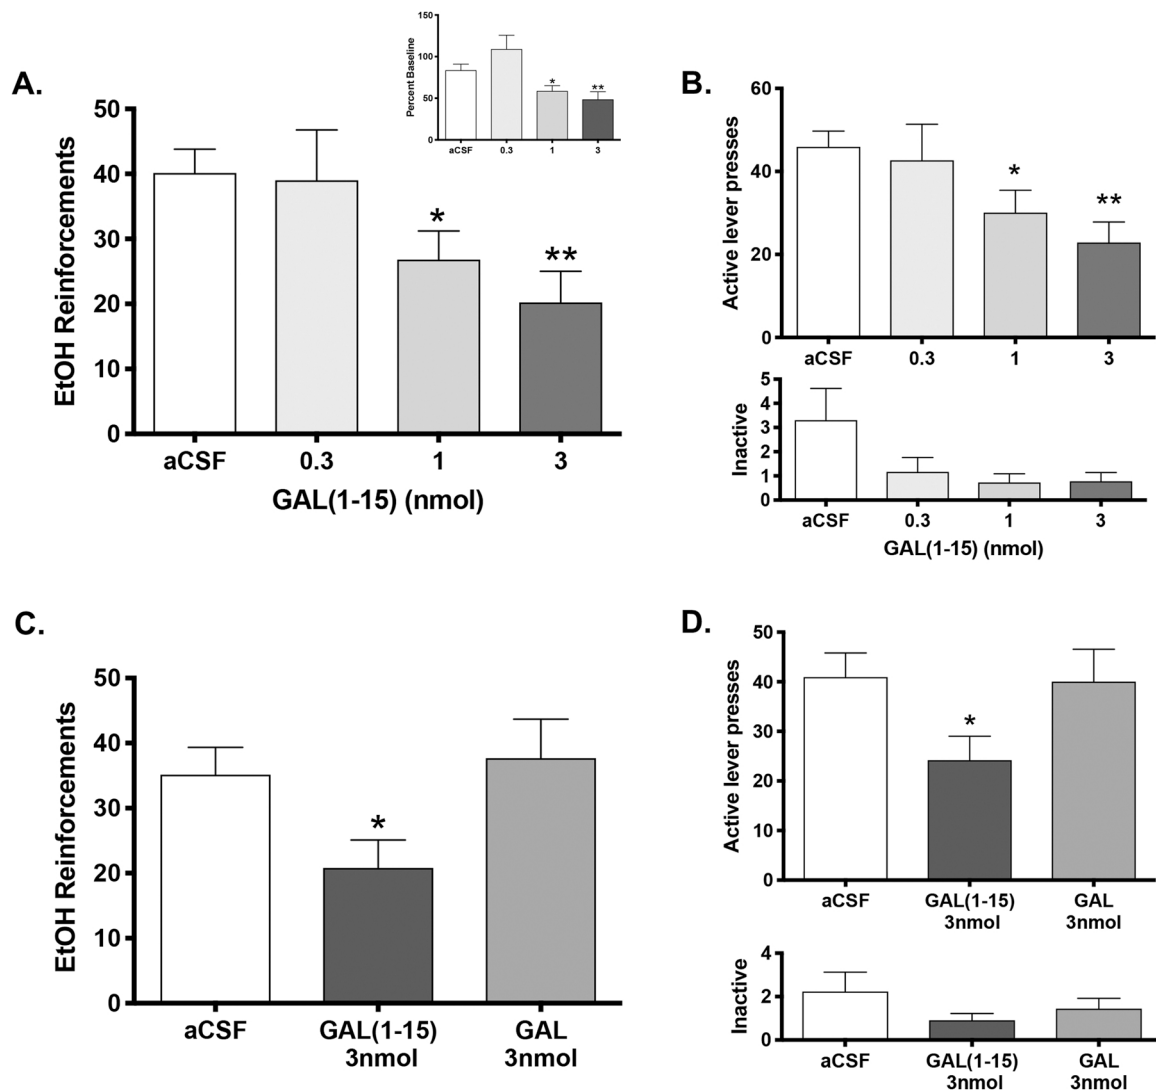 A.
EtOH Reinforcements
50
40
30
20
10
0
*
**
aCSF 0.3 1 3
GAL(1-15) (nmol)
Percent Baseline
150
100
50
0
*
**
aCSF 0.3 1 3
B.
Active lever presses
60
40
20
0
*
**
aCSF 0.3 1 3
Inactive
5
4
3
2
1
0
aCSF 0.3 1 3
GAL(1-15) (nmol)
C.
EtOH Reinforcements
50
40
30
20
10
0
*
aCSF GAL(1-15) GAL
3nmol 3nmol
D.
Active lever presses
50
40
30
20
10
0
*
aCSF GAL(1-15) GAL
3nmol 3nmol
Inactive
4
2
0
aCSF GAL(1-15) GAL
3nmol 3nmol